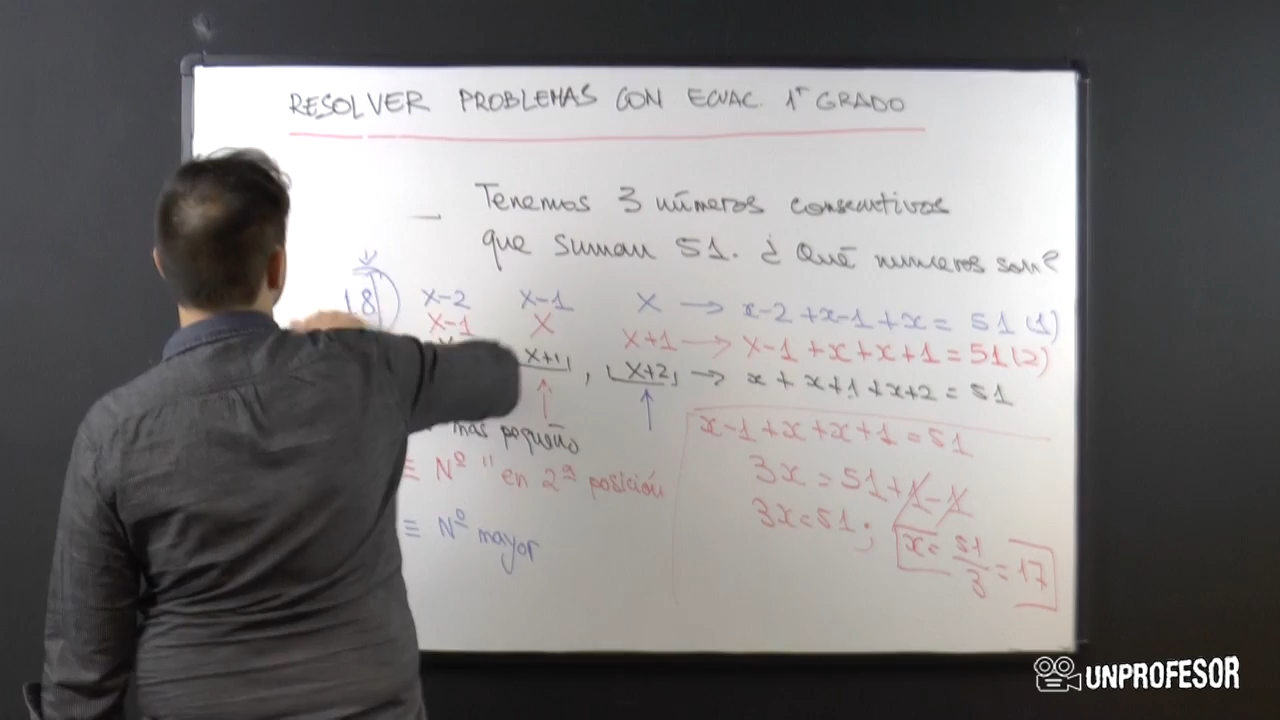 RESOLVER PROBLEMAS CON ECUAC. 1er GRADO
— Tenemos 3 números consecutivos
que suman 51. ¿Qué números son?
18 x-2 x-1 x → x-2+x-1+x = 51 (1)
x-1 x x+1 → x-1+x+x+1=51 (2)
x+1, x+2, → x + x+1 + x+2 = 51
más pequeño
≡ Nº " en 2ª posición
≡ Nº mayor
x-1+x+x+1=51
3x = 51+1-1
3x=51; x= 51/3 = 17
UNPROFESOR